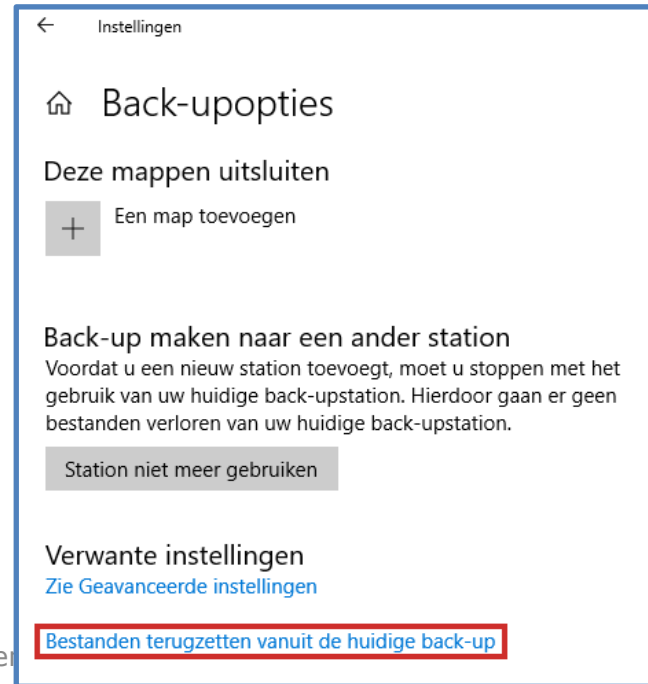 Instellingen
Back-upopties
Deze mappen uitsluiten
Een map toevoegen
Back-up maken naar een ander station
Voordat u een nieuw station toevoegt, moet u stoppen met het
gebruik van uw huidige back-upstation. Hierdoor gaan er geen
bestanden verloren van uw huidige back-upstation.
Station niet meer gebruiken
Verwante instellingen
Zie Geavanceerde instellingen
Bestanden terugzetten vanuit de huidige back-up